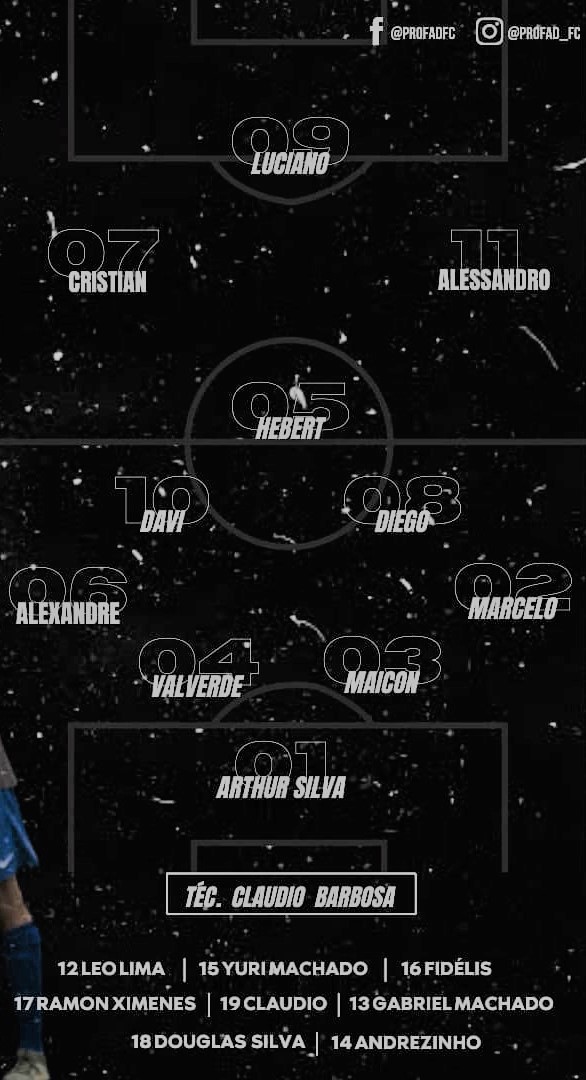 @PROFADFC @PROFAD_FC
09
LUCIANO
07 11
CRISTIAN ALESSANDRO
05
HEBERT
10 08
DAVI DIEGO
06 02
ALEXANDRE MARCELO
04 03
VALVERDE MAICON
01
ARTHUR SILVA
TÉC. CLAUDIO BARBOSA
12 LEO LIMA | 15 YURI MACHADO | 16 FIDÉLIS
17 RAMON XIMENES | 19 CLAUDIO | 13 GABRIEL MACHADO
18 DOUGLAS SILVA | 14 ANDREZINHO